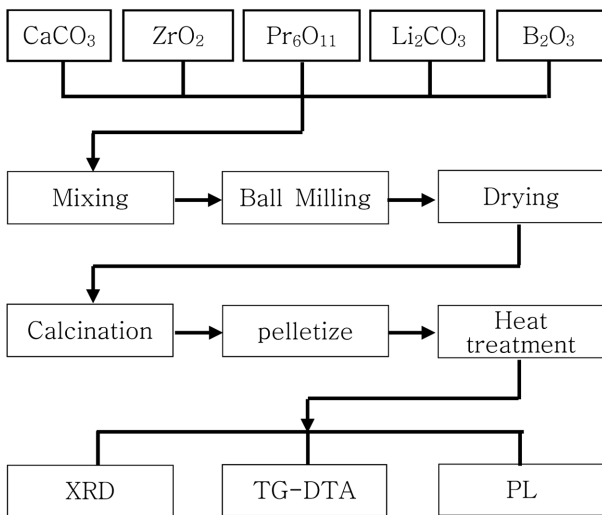 CaCO₃ ZrO₂ Pr₆O₁₁ Li₂CO₃ B₂O₃
Mixing Ball Milling Drying
Calcination pelletize Heat treatment
XRD TG-DTA PL